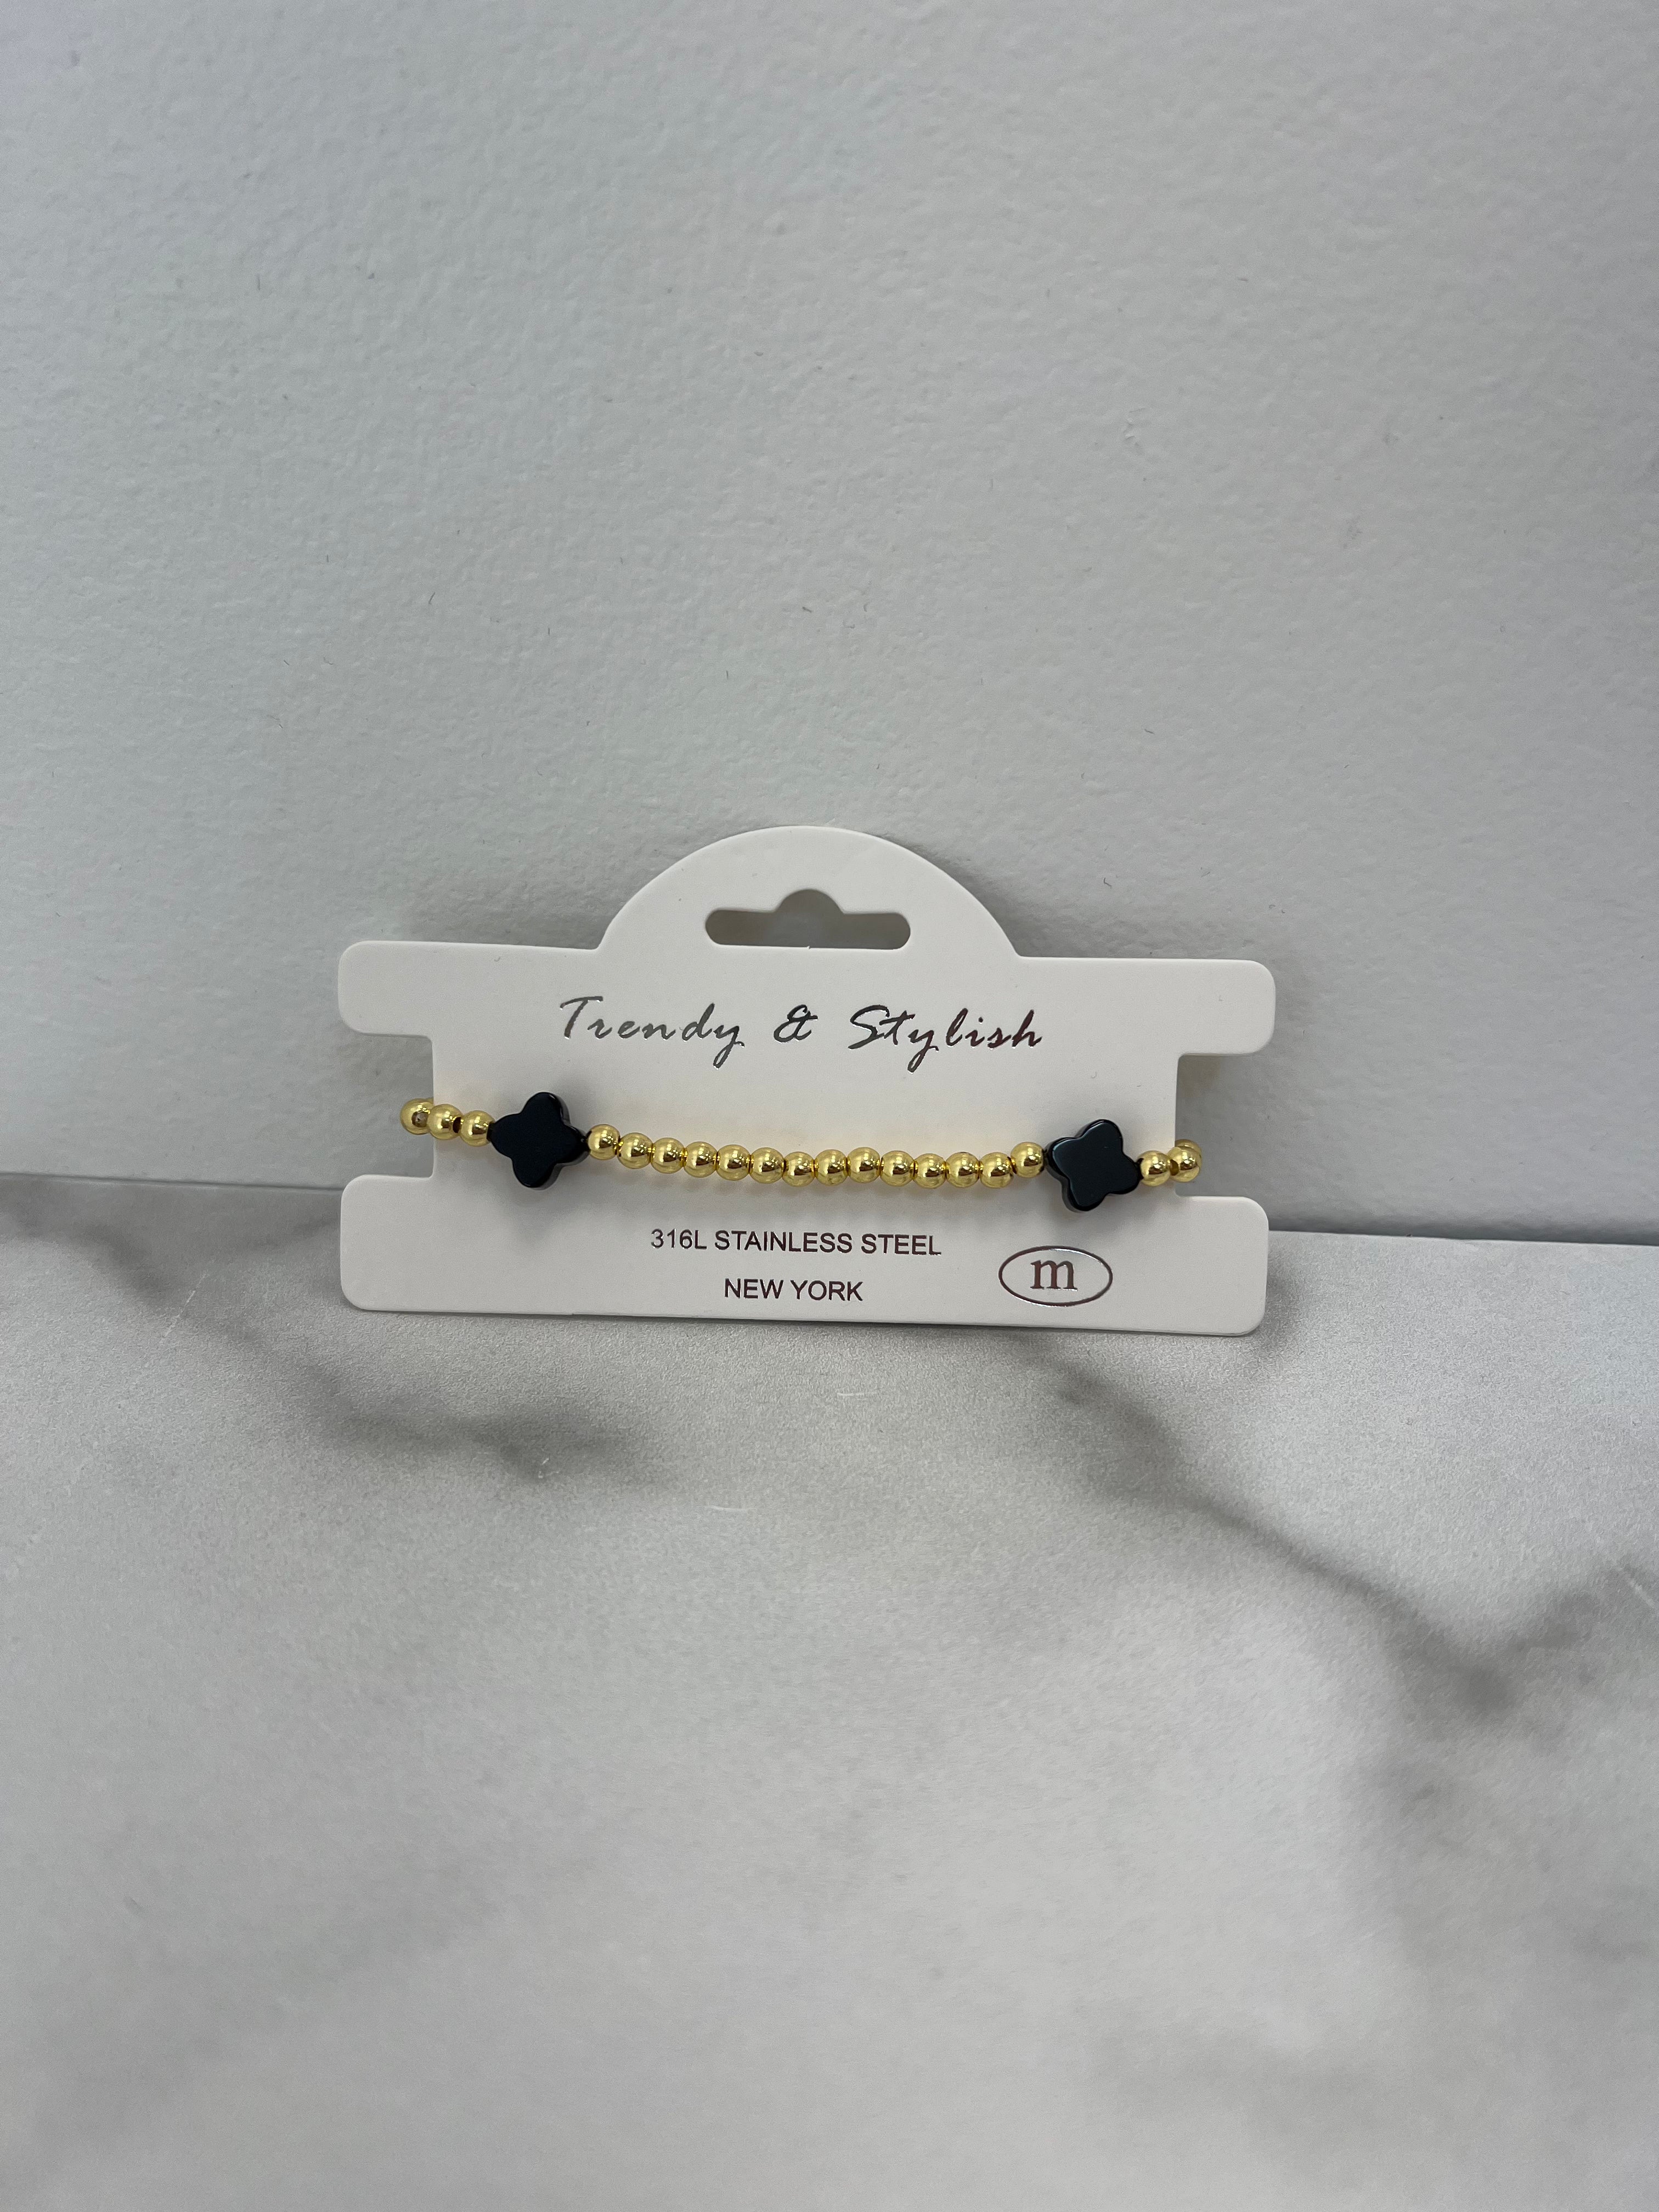 Trendy & Stylish
316L STAINLESS STEEL
NEW YORK
m